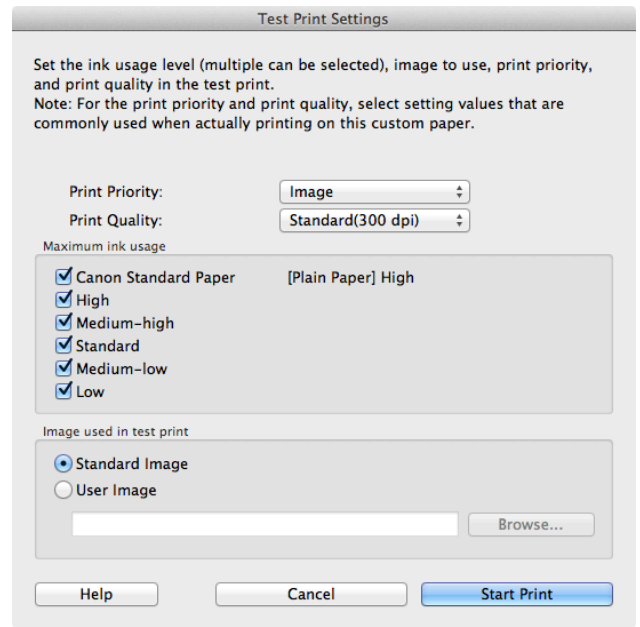 Test Print Settings
Set the ink usage level (multiple can be selected), image to use, print priority,
and print quality in the test print.
Note: For the print priority and print quality, select setting values that are
commonly used when actually printing on this custom paper.
Print Priority: Image
Print Quality: Standard(300 dpi)
Maximum ink usage
Canon Standard Paper [Plain Paper] High
High
Medium-high
Standard
Medium-low
Low
Image used in test print
Standard Image
User Image
Browse...
Help Cancel Start Print